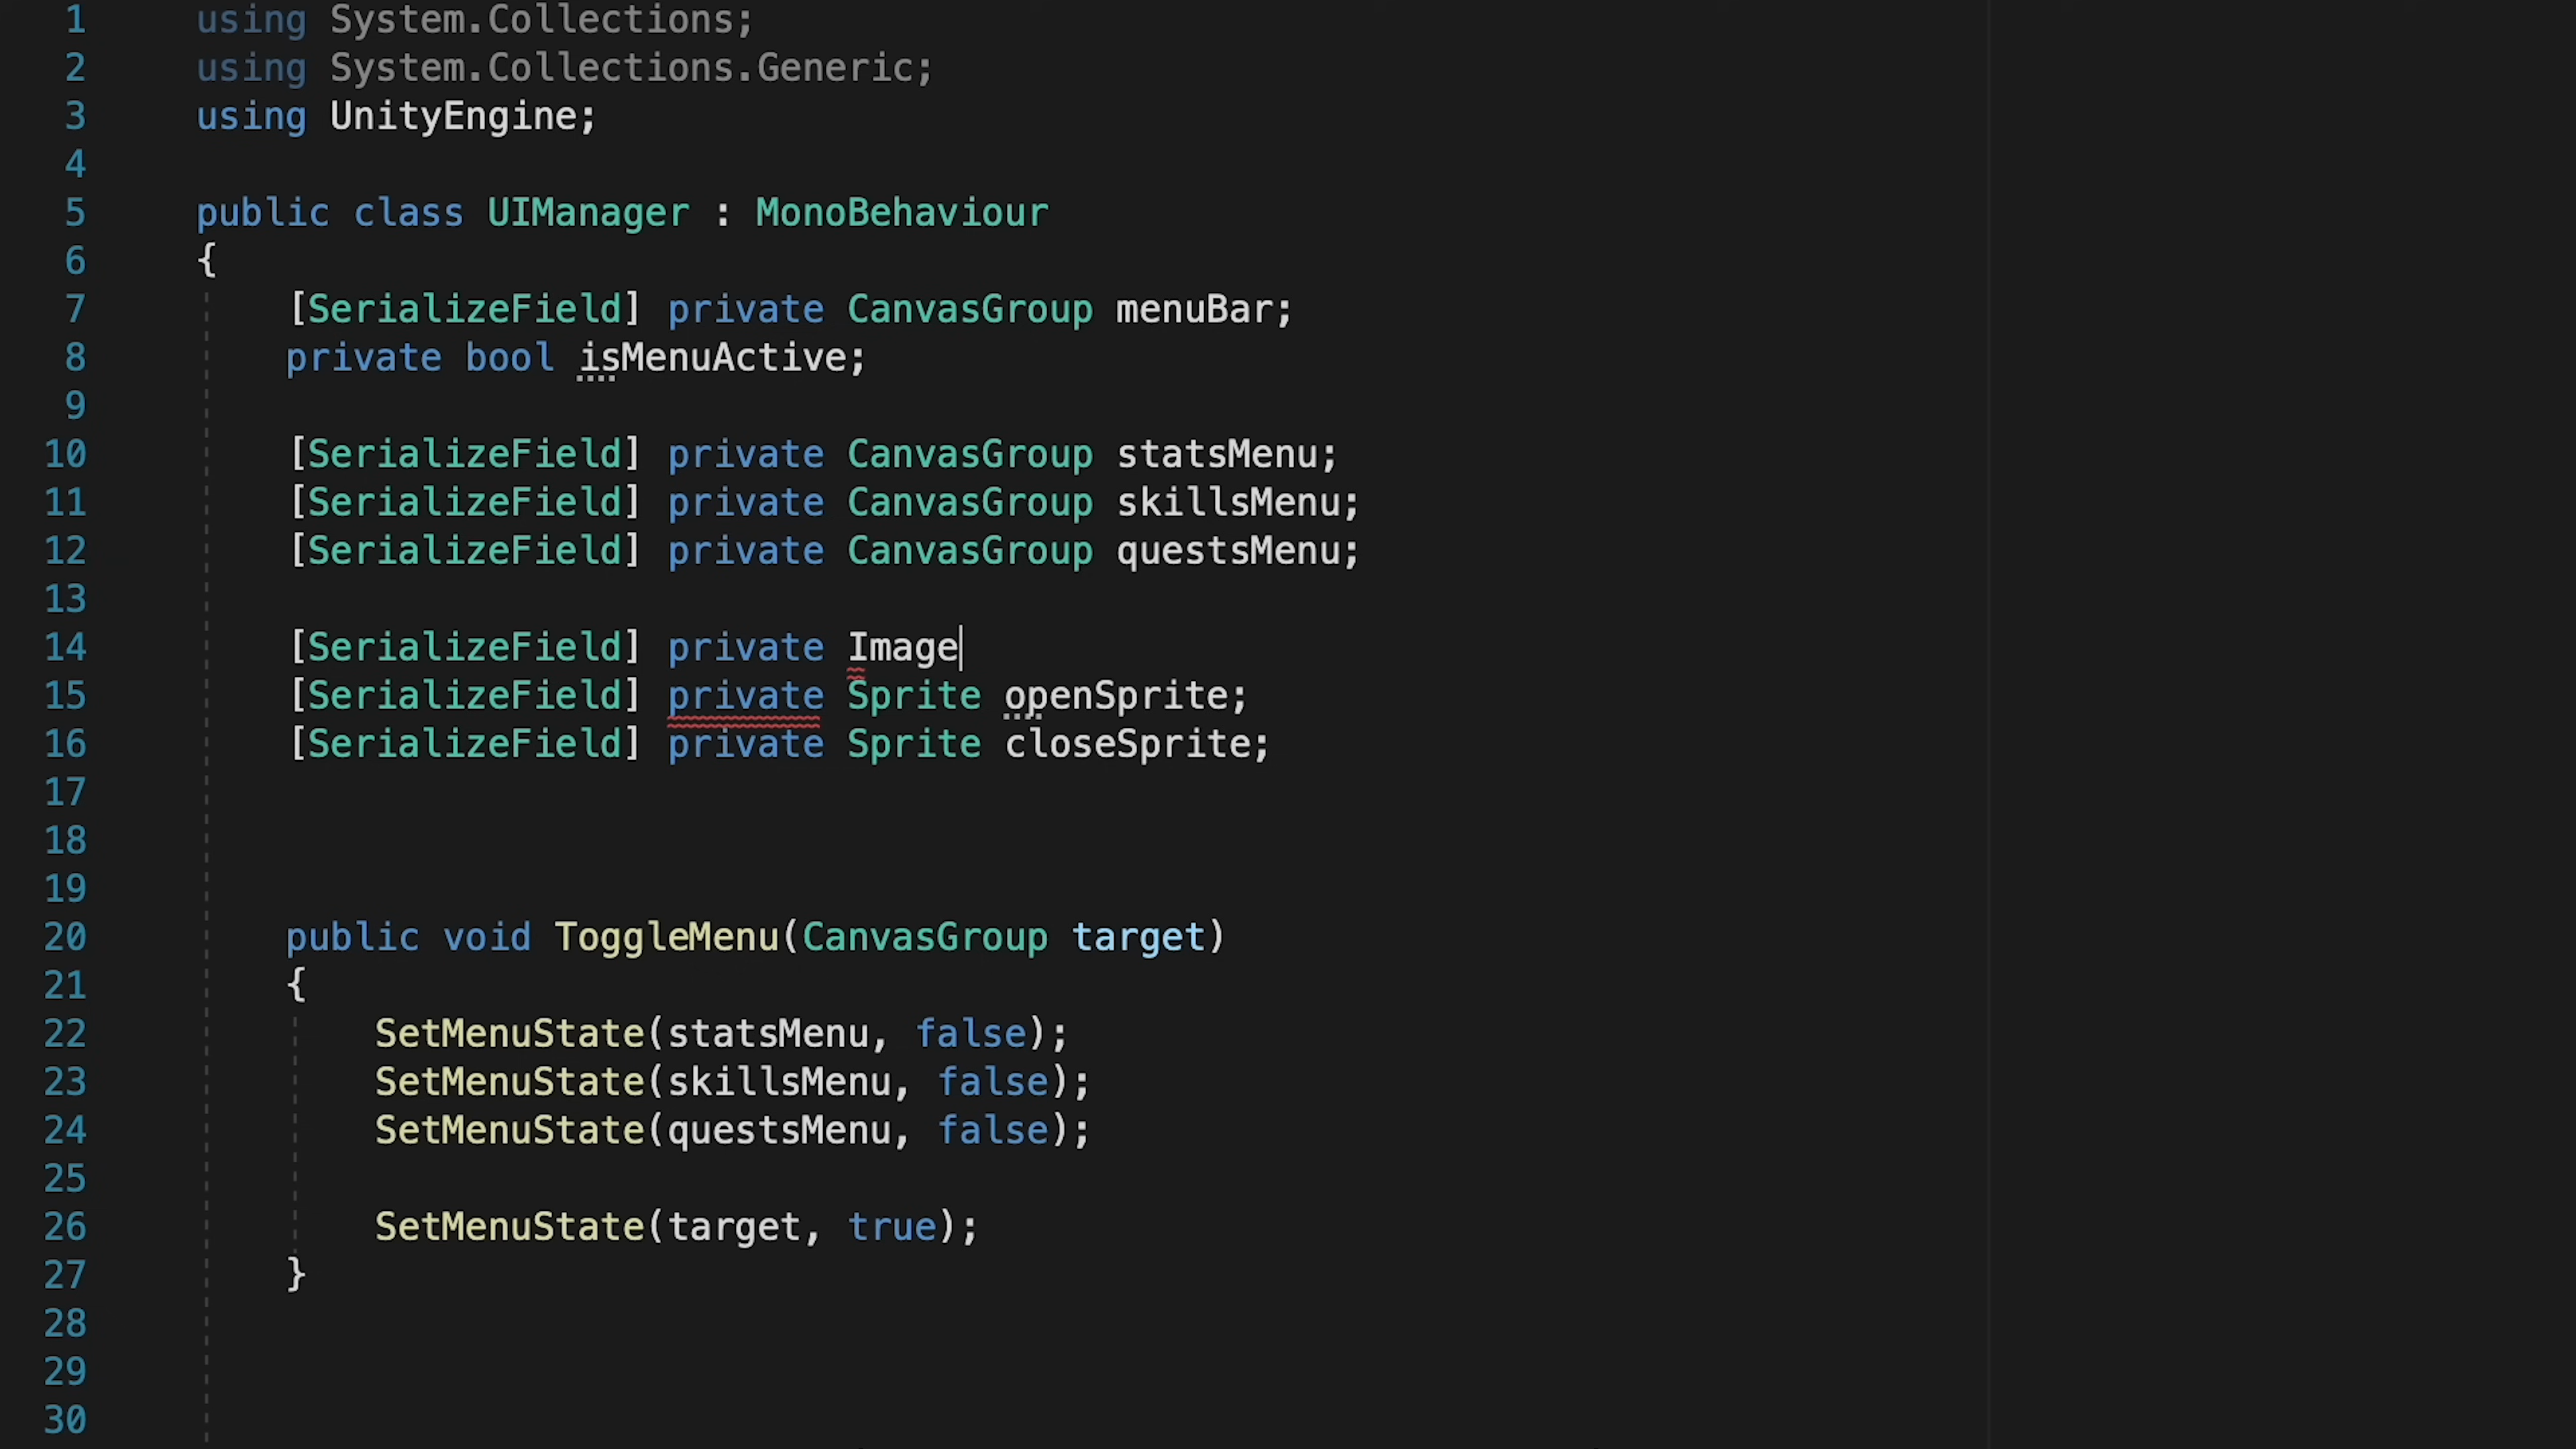 1 using System.Collections;
2 using System.Collections.Generic;
3 using UnityEngine;
4
5 public class UIManager : MonoBehaviour
6 {
7 [SerializeField] private CanvasGroup menuBar;
8 private bool isMenuActive;
9
10 [SerializeField] private CanvasGroup statsMenu;
11 [SerializeField] private CanvasGroup skillsMenu;
12 [SerializeField] private CanvasGroup questsMenu;
13
14 [SerializeField] private Image
15 [SerializeField] private Sprite openSprite;
16 [SerializeField] private Sprite closeSprite;
17
18
19
20 public void ToggleMenu(CanvasGroup target)
21 {
22 SetMenuState(statsMenu, false);
23 SetMenuState(skillsMenu, false);
24 SetMenuState(questsMenu, false);
25
26 SetMenuState(target, true);
27 }
28
29
30